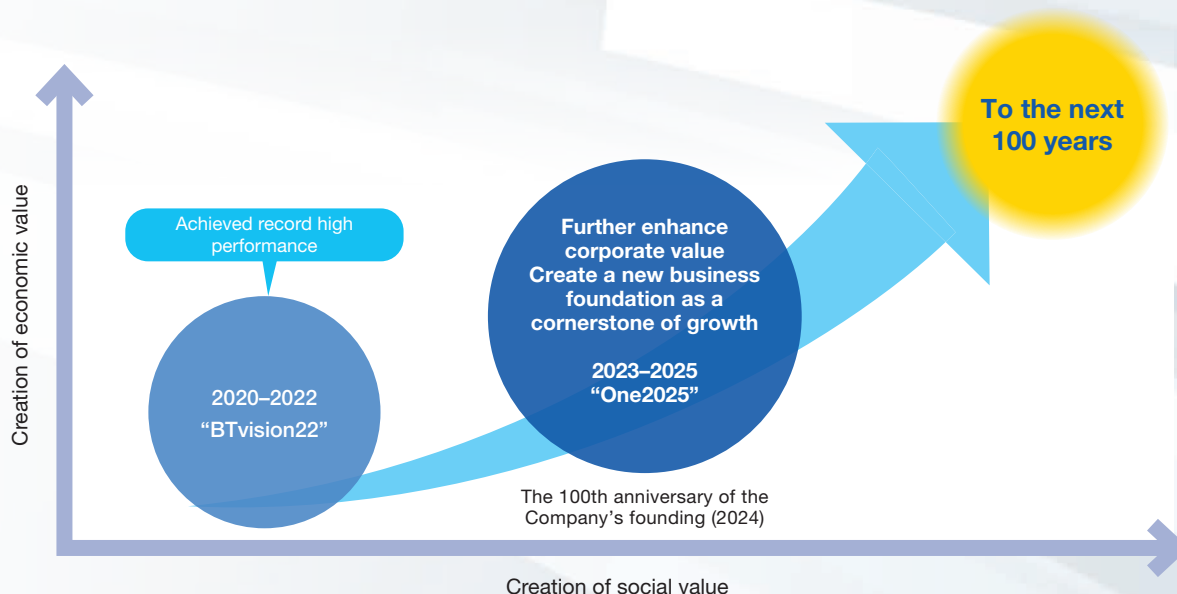 To the next
100 years
Creation of economic value
Achieved record high
performance
2020–2022
“BTvision22”
Further enhance
corporate value
Create a new business
foundation as a
cornerstone of growth
2023–2025
“One2025”
The 100th anniversary of the
Company’s founding (2024)
Creation of social value